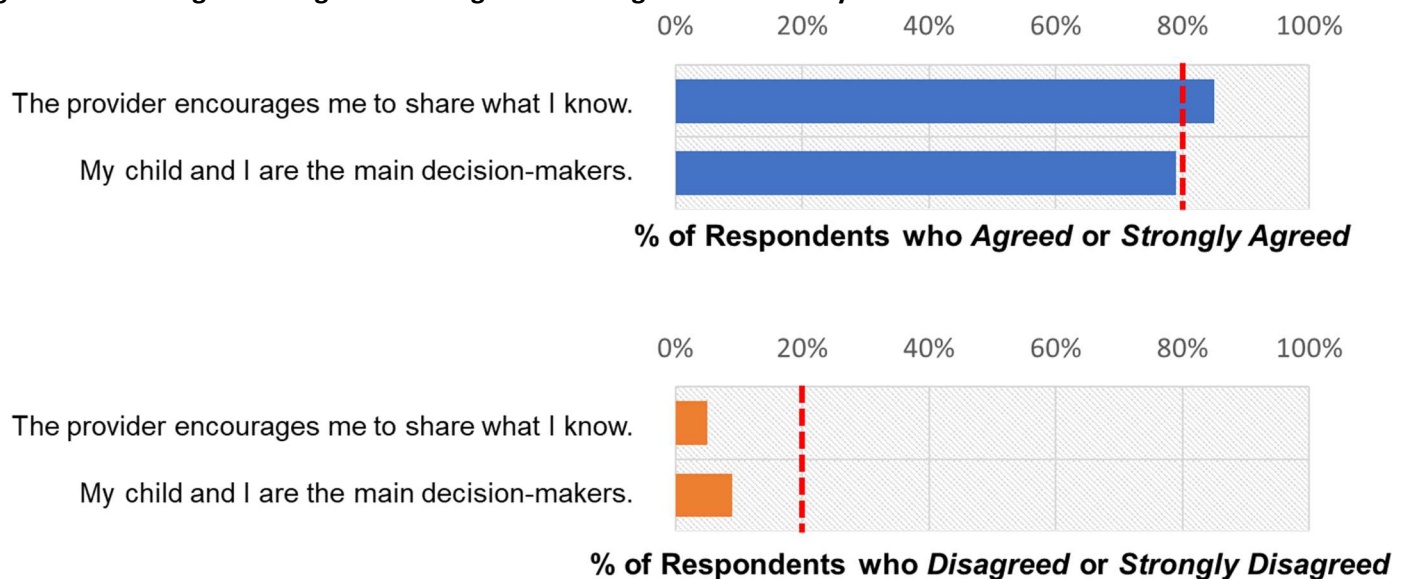 0% 20% 40% 60% 80% 100%
The provider encourages me to share what I know.
My child and I are the main decision-makers.
% of Respondents who Agreed or Strongly Agreed
0% 20% 40% 60% 80% 100%
The provider encourages me to share what I know.
My child and I are the main decision-makers.
% of Respondents who Disagreed or Strongly Disagreed